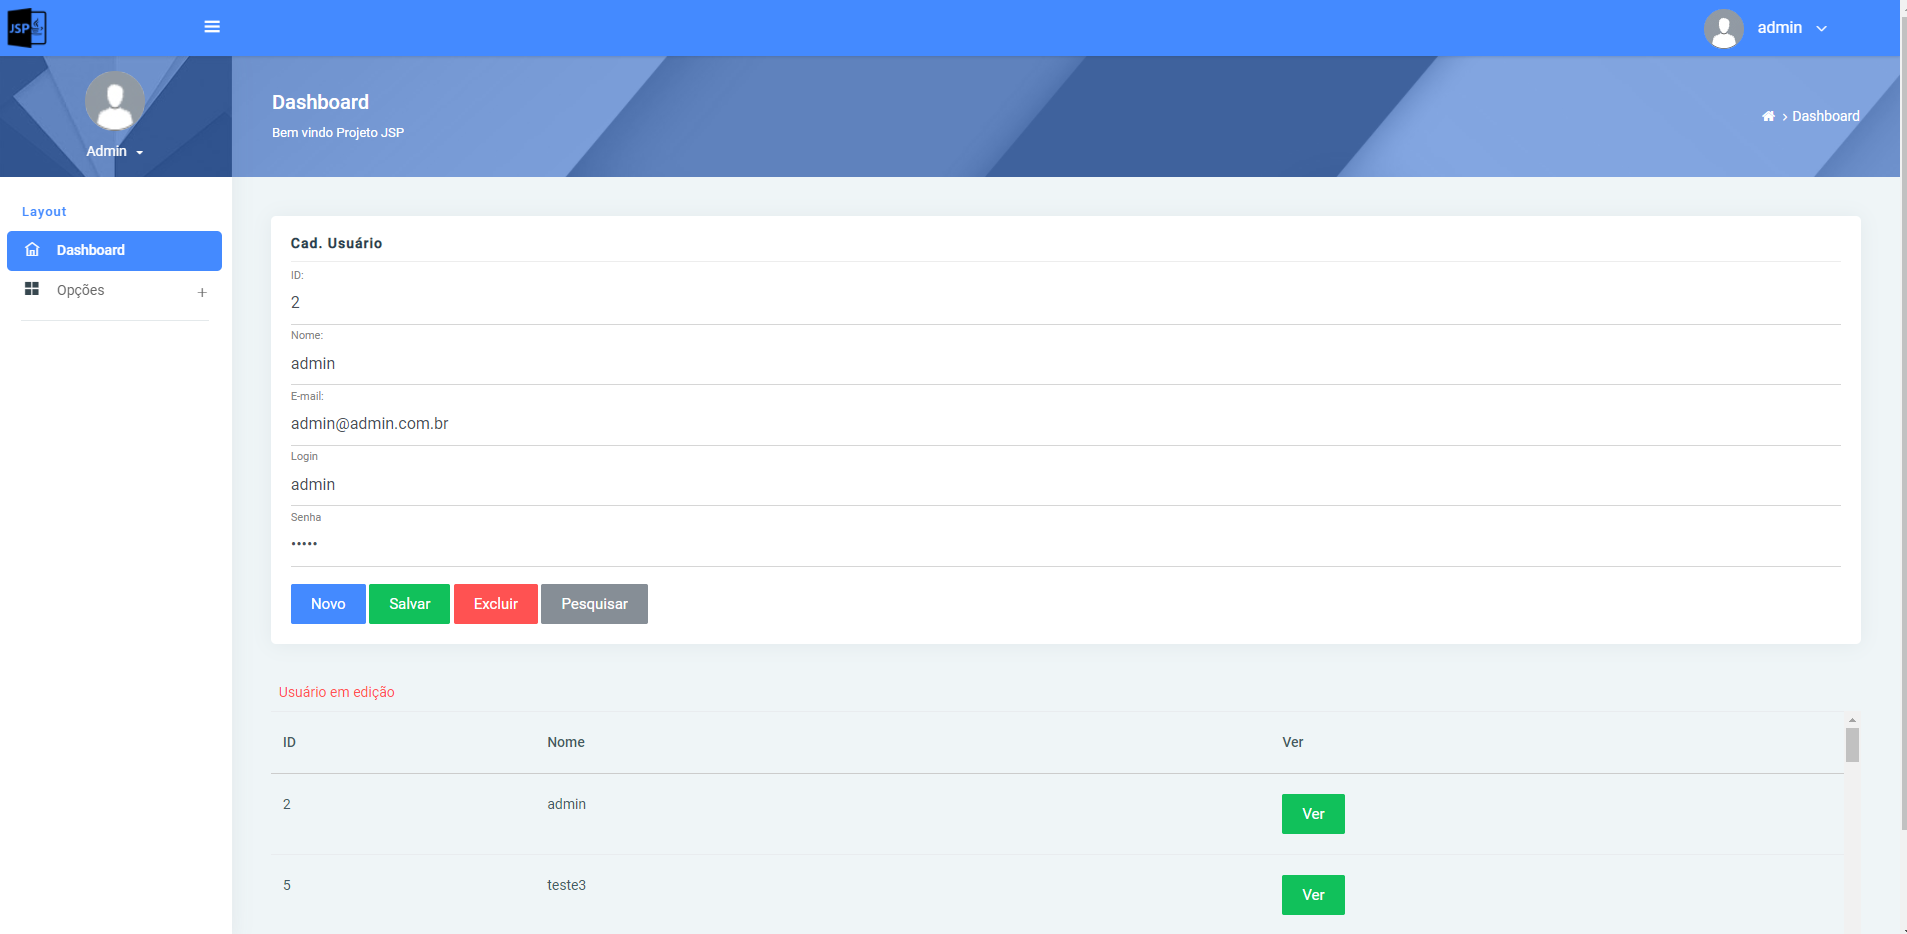 JSP
admin
Admin
Dashboard
Bem vindo Projeto JSP
› Dashboard
Layout
Dashboard
Opções +
Cad. Usuário
ID:
2
Nome:
admin
E-mail:
admin@admin.com.br
Login
admin
Senha
•••••
Novo Salvar Excluir Pesquisar
Usuário em edição
ID Nome Ver
2 admin Ver
5 teste3 Ver